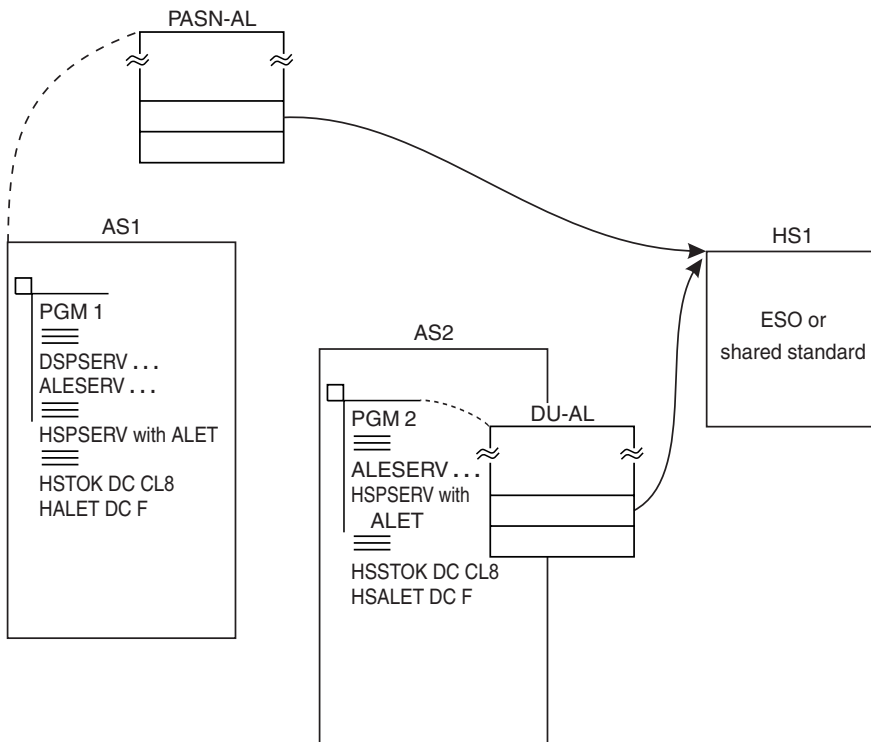 PASN-AL
AS1
PGM 1
DSPSERV . . .
ALESERV . . .
HSPSERV with ALET
HSTOK DC CL8
HALET DC F
AS2
PGM 2
ALESERV . . .
HSPSERV with
ALET
HSSTOK DC CL8
HSALET DC F
DU-AL
HS1
ESO or
shared standard